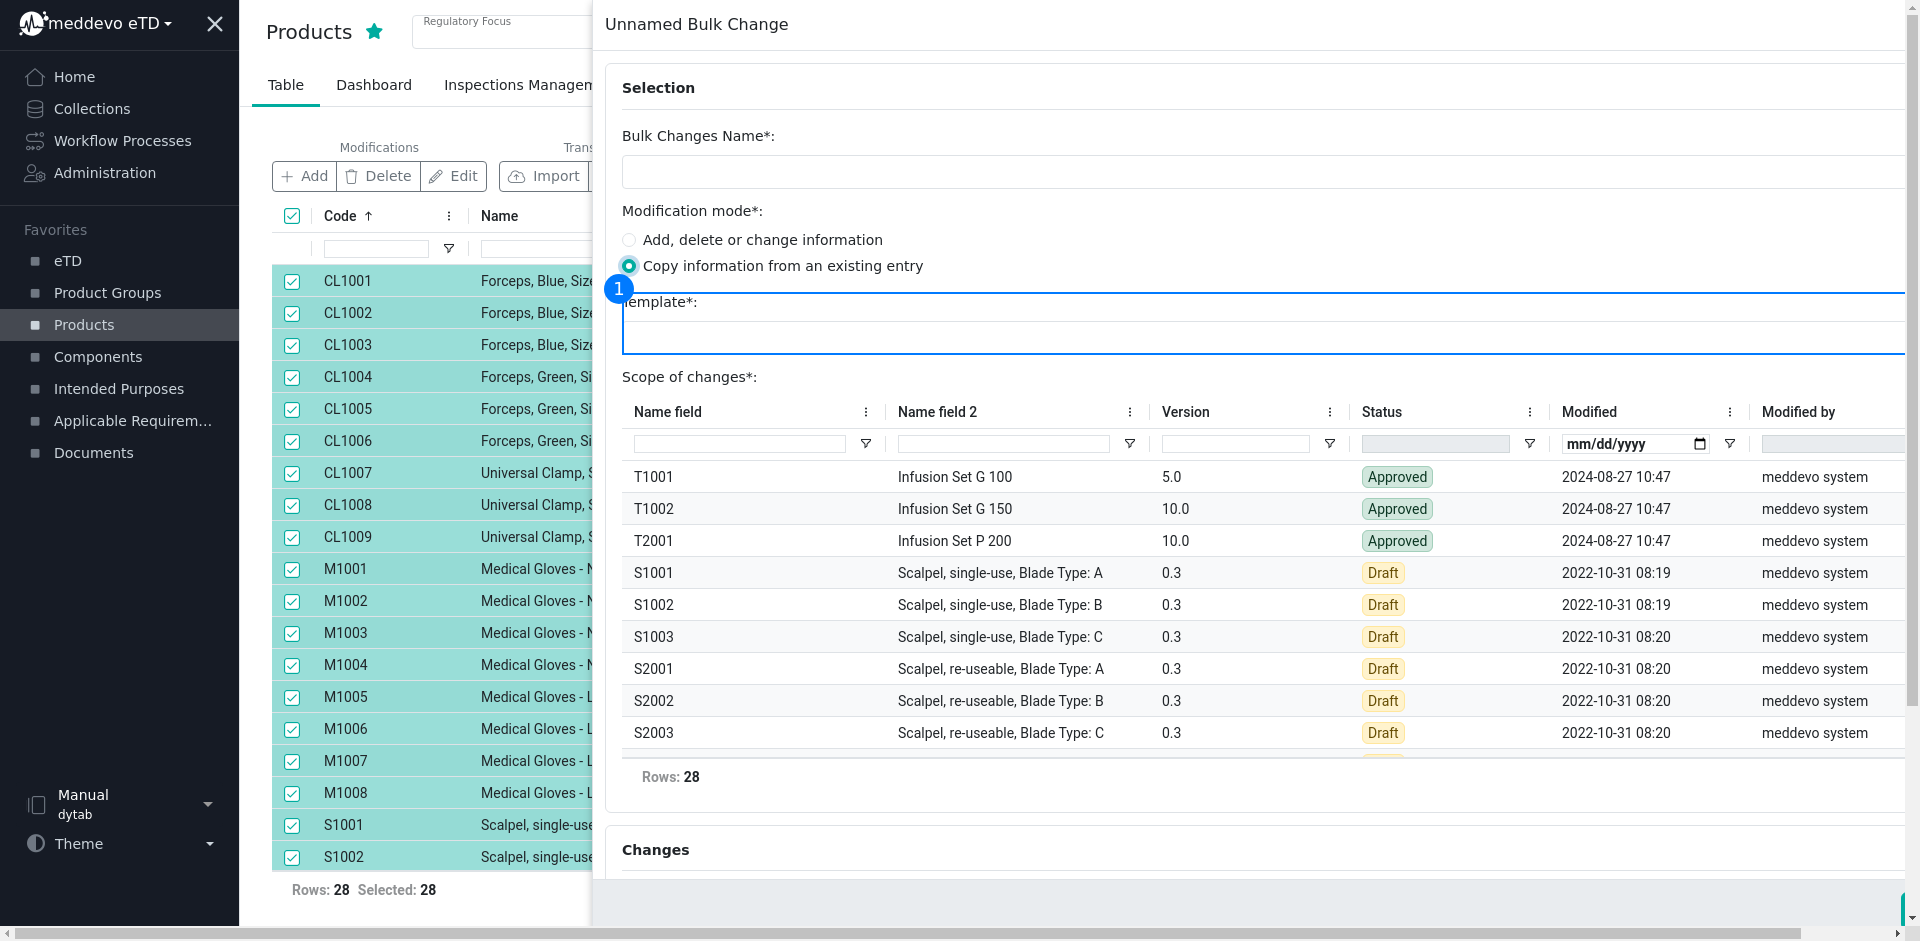 meddevo eTD
Home
Collections
Workflow Processes
Administration
Favorites
eTD
Product Groups
Products
Components
Intended Purposes
Applicable Requirem...
Documents
Manual
dytab
Theme
Products
Regulatory Focus
Table Dashboard Inspections Managem
Modifications
Add Delete Edit Import
Code Name
CL1001 Forceps, Blue, Size
CL1002 Forceps, Blue, Size
CL1003 Forceps, Blue, Size
CL1004 Forceps, Green, Si
CL1005 Forceps, Green, Si
CL1006 Forceps, Green, Si
CL1007 Universal Clamp, S
CL1008 Universal Clamp, S
CL1009 Universal Clamp, S
M1001 Medical Gloves - N
M1002 Medical Gloves - N
M1003 Medical Gloves - N
M1004 Medical Gloves - N
M1005 Medical Gloves - L
M1006 Medical Gloves - L
M1007 Medical Gloves - L
M1008 Medical Gloves - L
S1001 Scalpel, single-use
S1002 Scalpel, single-use
Rows: 28 Selected: 28
Unnamed Bulk Change
Selection
Bulk Changes Name*:
Modification mode*:
Add, delete or change information
Copy information from an existing entry
1
Template*:
Scope of changes*:
Name field Name field 2 Version Status Modified Modified by
mm/dd/yyyy
T1001 Infusion Set G 100 5.0 Approved 2024-08-27 10:47 meddevo system
T1002 Infusion Set G 150 10.0 Approved 2024-08-27 10:47 meddevo system
T2001 Infusion Set P 200 10.0 Approved 2024-08-27 10:47 meddevo system
S1001 Scalpel, single-use, Blade Type: A 0.3 Draft 2022-10-31 08:19 meddevo system
S1002 Scalpel, single-use, Blade Type: B 0.3 Draft 2022-10-31 08:19 meddevo system
S1003 Scalpel, single-use, Blade Type: C 0.3 Draft 2022-10-31 08:20 meddevo system
S2001 Scalpel, re-useable, Blade Type: A 0.3 Draft 2022-10-31 08:20 meddevo system
S2002 Scalpel, re-useable, Blade Type: B 0.3 Draft 2022-10-31 08:20 meddevo system
S2003 Scalpel, re-useable, Blade Type: C 0.3 Draft 2022-10-31 08:20 meddevo system
Rows: 28
Changes